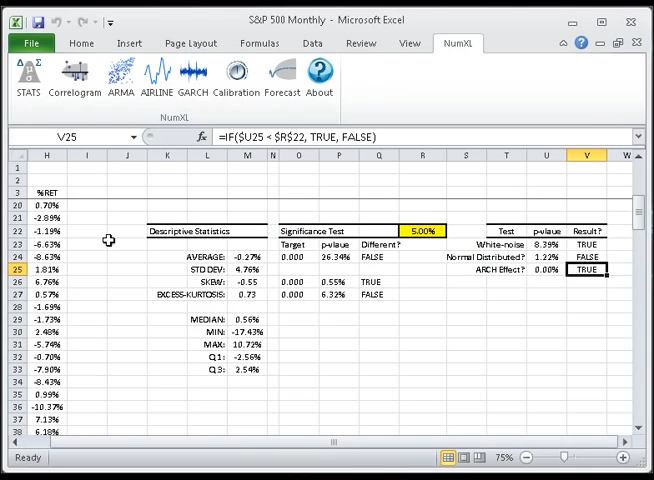 S&P 500 Monthly - Microsoft Excel
File Home Insert Page Layout Formulas Data Review View NumXL
STATS Correlogram ARMA AIRLINE GARCH Calibration Forecast About
NumXL
V25 fx =IF($U25 < $R$22, TRUE, FALSE)
H I J K L M N O P Q R S T U V W
1
2
3 %RET
20 0.70%
21 -2.89%
22 -1.19% Descriptive Statistics Significance Test 5.00% Test p-vlaue Result?
23 -6.63% Target p-vlaue Different? White-noise 8.39% TRUE
24 -8.63% AVERAGE: -0.27% 0.000 26.34% FALSE Normal Distributed? 1.22% FALSE
25 1.81% STD DEV: 4.76% ARCH Effect? 0.00% TRUE
26 6.76% SKEW: -0.55 0.000 0.55% TRUE
27 0.57% EXCESS-KURTOSIS: 0.73 0.000 6.32% FALSE
28 -1.69%
29 -1.73% MEDIAN: 0.56%
30 2.48% MIN: -17.43%
31 -5.74% MAX: 10.72%
32 -0.70% Q1: -2.56%
33 -7.90% Q3: 2.54%
34 -8.43%
35 0.99%
36 -10.37%
37 7.13%
38 6.18%
Ready 75%